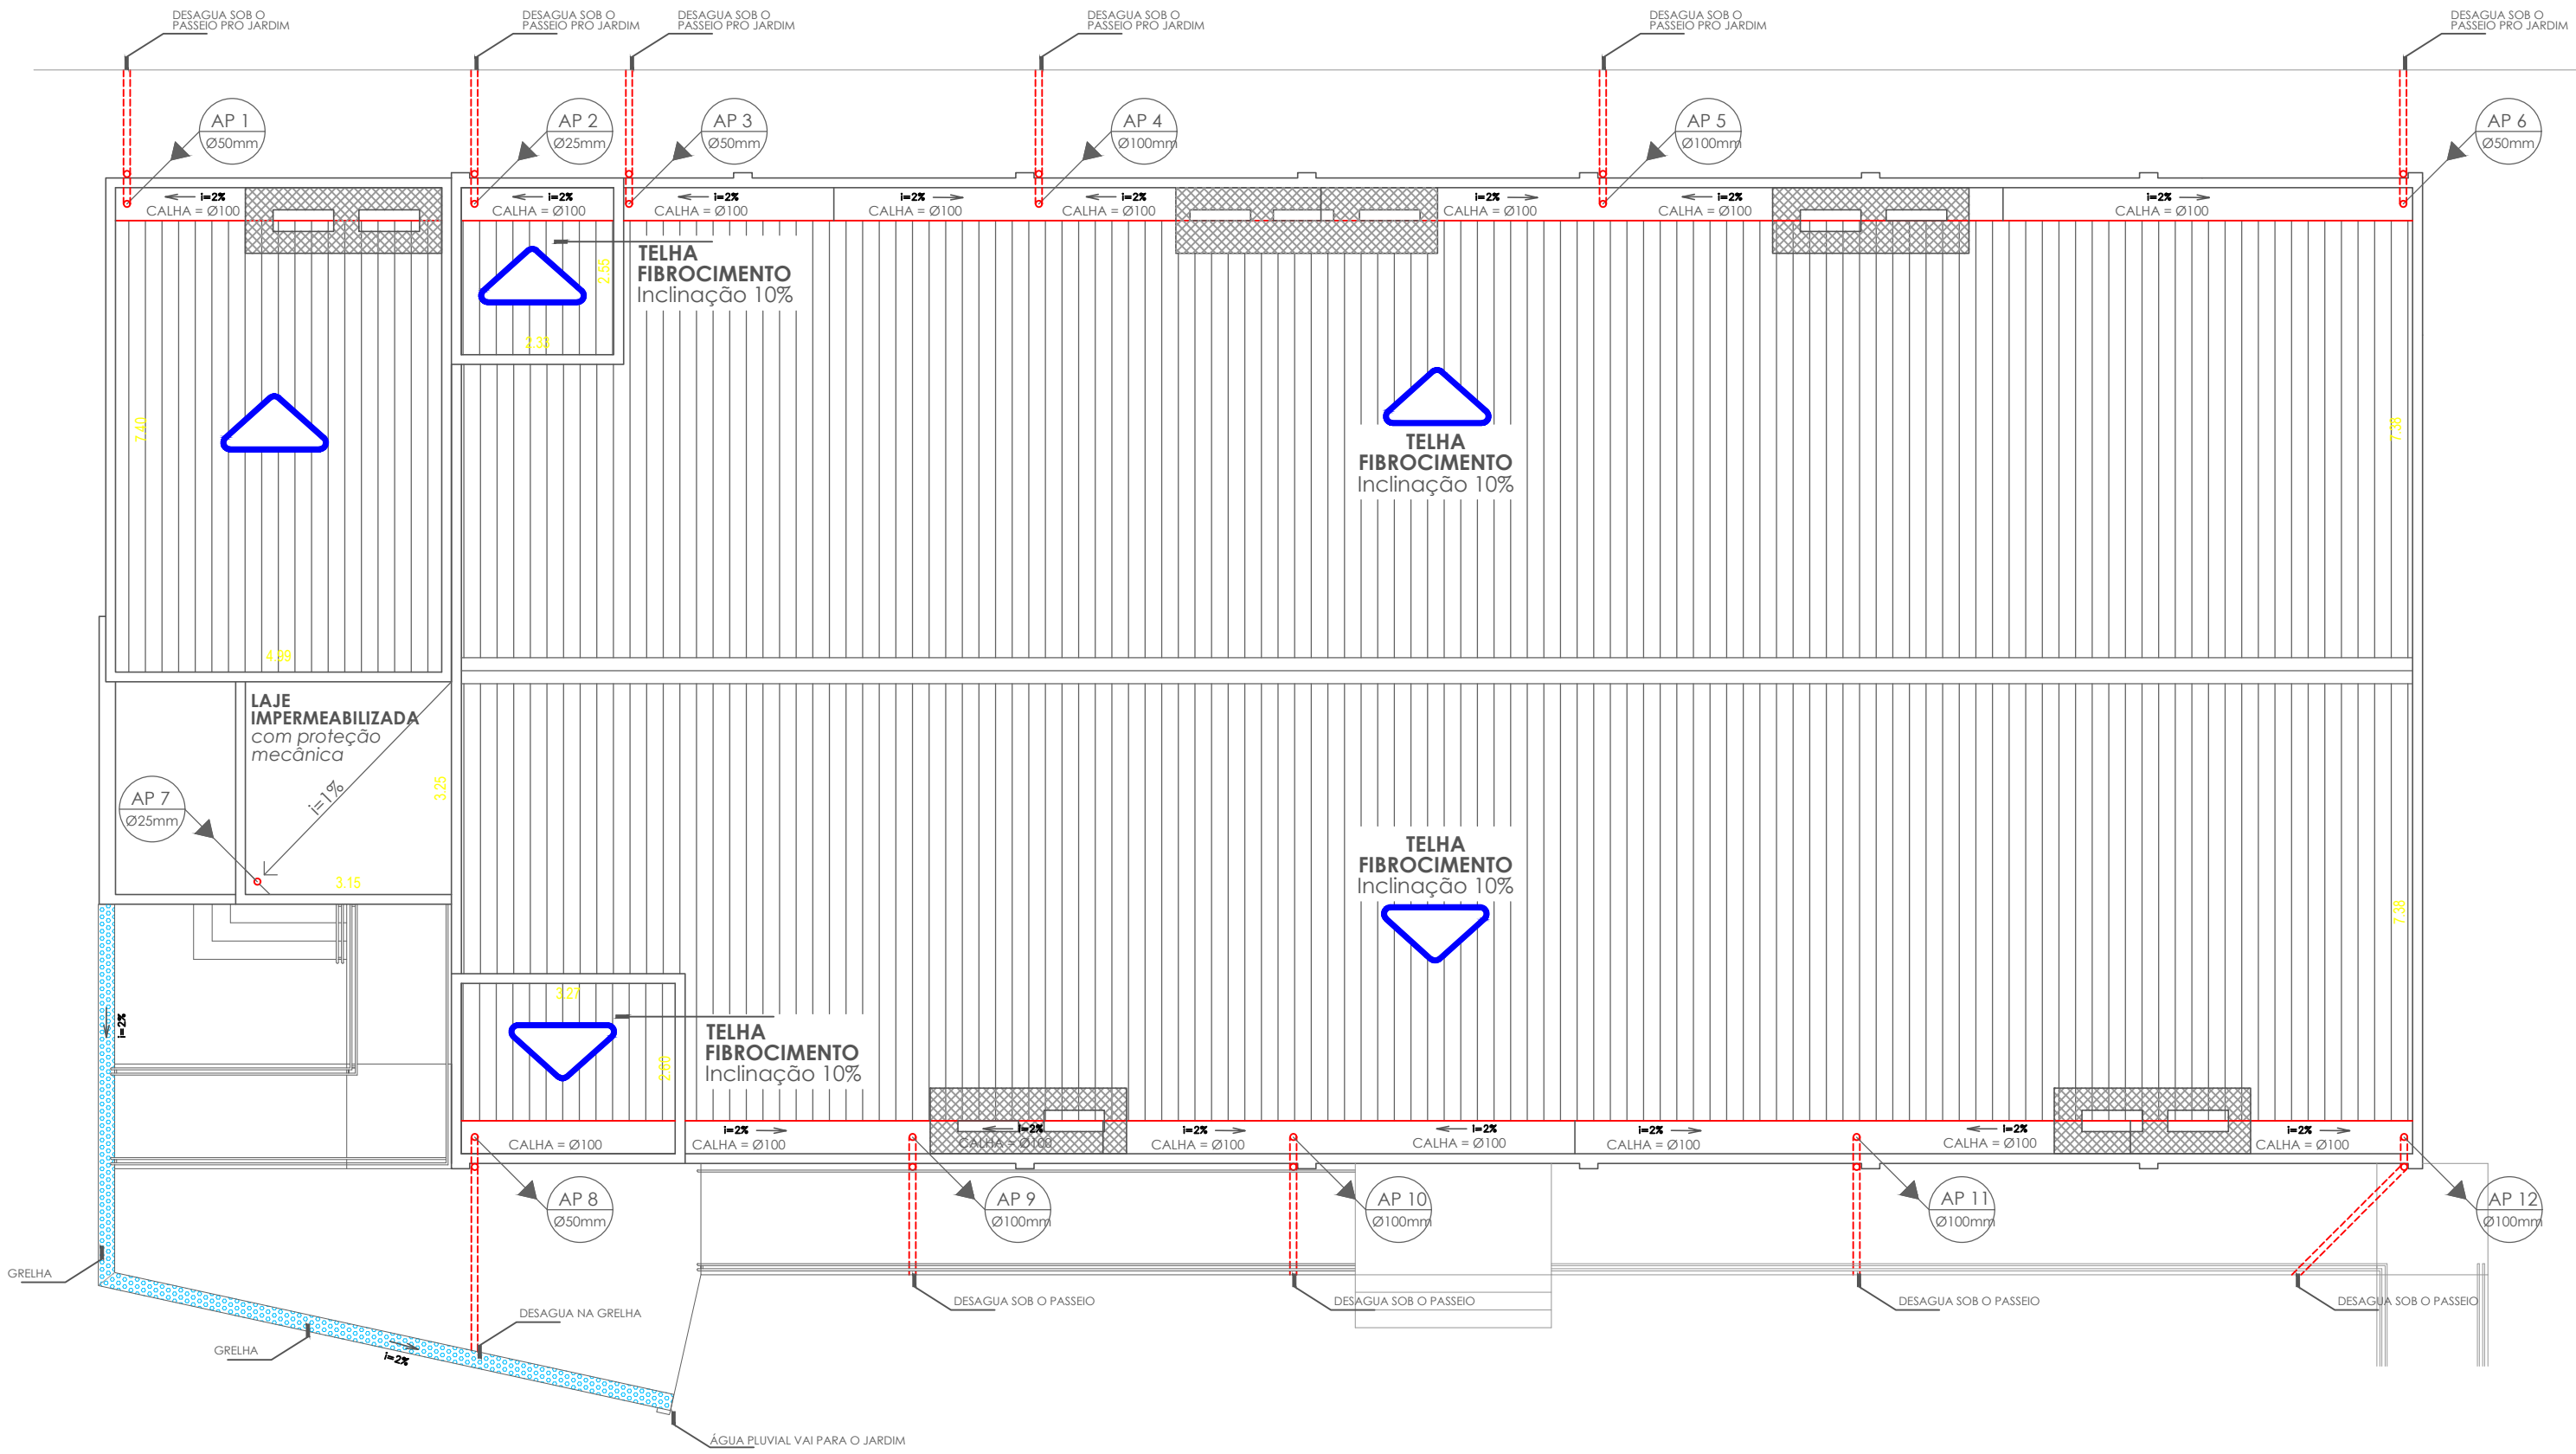 DESAGUA SOB O
PASSEIO PRO JARDIM
DESAGUA SOB O
PASSEIO PRO JARDIM
DESAGUA SOB O
PASSEIO PRO JARDIM
DESAGUA SOB O
PASSEIO PRO JARDIM
DESAGUA SOB O
PASSEIO PRO JARDIM
DESAGUA SOB O
PASSEIO PRO JARDIM
AP 1
Ø50mm
AP 2
Ø25mm
AP 3
Ø50mm
AP 4
Ø100mm
AP 5
Ø100mm
AP 6
Ø50mm
i=2%
CALHA = Ø100
i=2%
CALHA = Ø100
i=2%
CALHA = Ø100
i=2%
CALHA = Ø100
i=2%
CALHA = Ø100
i=2%
CALHA = Ø100
i=2%
CALHA = Ø100
i=2%
CALHA = Ø100
2.55
2.33
TELHA
FIBROCIMENTO
Inclinação 10%
7.40
4.99
TELHA
FIBROCIMENTO
Inclinação 10%
7.38
LAJE
IMPERMEABILIZADA
com proteção
mecânica
i=1%
3.25
3.15
AP 7
Ø25mm
TELHA
FIBROCIMENTO
Inclinação 10%
7.38
3.27
2.60
TELHA
FIBROCIMENTO
Inclinação 10%
i=2%
CALHA = Ø100
i=2%
CALHA = Ø100
i=2%
CALHA = Ø100
i=2%
CALHA = Ø100
i=2%
CALHA = Ø100
i=2%
CALHA = Ø100
i=2%
CALHA = Ø100
i=2%
CALHA = Ø100
AP 8
Ø50mm
AP 9
Ø100mm
AP 10
Ø100mm
AP 11
Ø100mm
AP 12
Ø100mm
GRELHA
DESAGUA SOB O PASSEIO
DESAGUA SOB O PASSEIO
DESAGUA SOB O PASSEIO
DESAGUA SOB O PASSEIO
DESAGUA NA GRELHA
GRELHA
i=2%
ÁGUA PLUVIAL VAI PARA O JARDIM